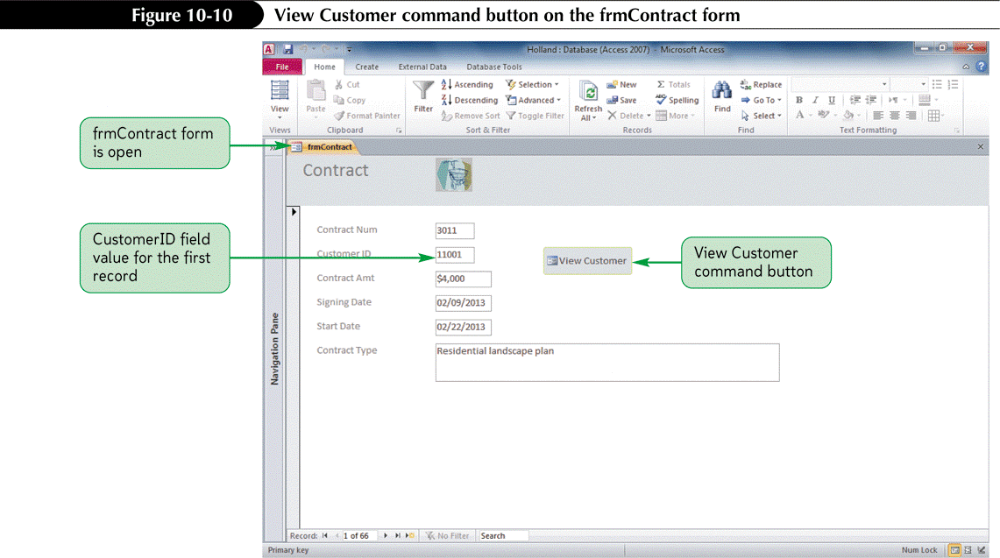 Figure 10-10 View Customer command button on the frmContract form
Holland : Database (Access 2007) - Microsoft Access
File Home Create External Data Database Tools
View
Views
Paste
Cut
Copy
Format Painter
Clipboard
Filter
Ascending
Descending
Remove Sort
Selection
Advanced
Toggle Filter
Sort & Filter
Refresh
All
New
Save
Delete
Totals
Spelling
More
Records
Find
Replace
Go To
Select
Find
B I U
A
Text Formatting
frmContract form
is open
frmContract
Contract
CustomerID field
value for the first
record
Contract Num 3011
Customer ID 11001
Contract Amt $4,000
Signing Date 02/09/2013
Start Date 02/22/2013
Contract Type Residential landscape plan
View Customer
View Customer
command button
Navigation Pane
Record: 1 of 66 No Filter Search
Primary key Num Lock